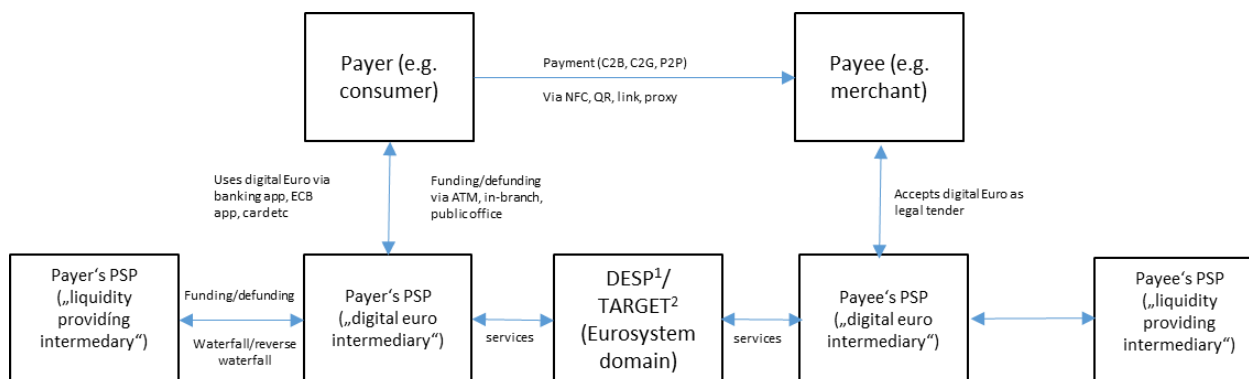 Payer (e.g.
consumer)
Payment (C2B, C2G, P2P)
Via NFC, QR, link, proxy
Payee (e.g.
merchant)
Uses digital Euro via
banking app, ECB
app, card etc
Funding/defunding
via ATM, in-branch,
public office
Accepts digital Euro as
legal tender
Payer‘s PSP
(„liquidity
providíng
intermedary“)
Funding/defunding
Waterfall/reverse
waterfall
Payer’s PSP
(„digital euro
intermediary“)
services
DESP¹/
TARGET²
(Eurosystem
domain)
services
Payee‘s PSP
(„digital euro
intermediary“)
Payee‘s PSP
(„liquidity
providing
intermediary“)